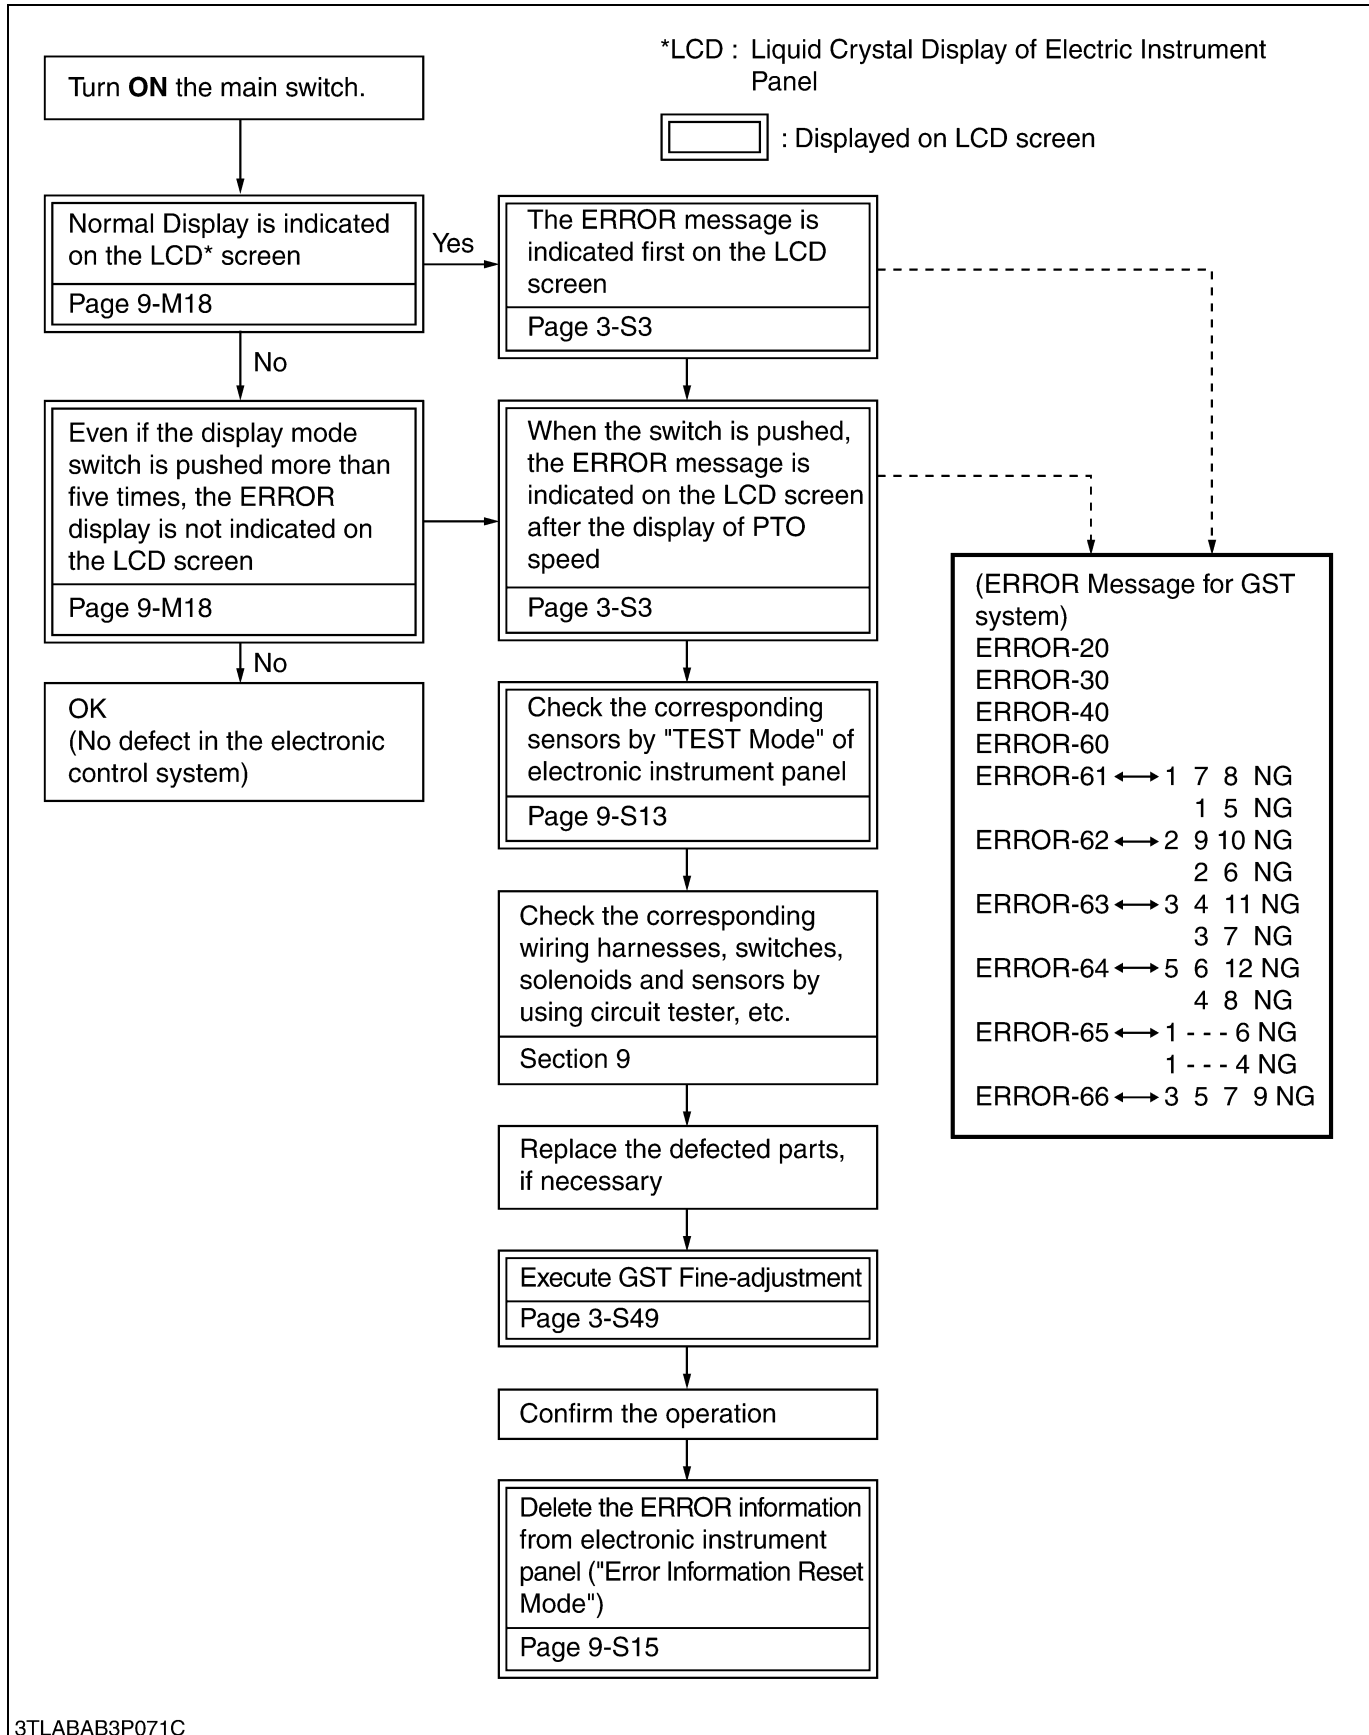 *LCD : Liquid Crystal Display of Electric Instrument
Panel
: Displayed on LCD screen
Turn ON the main switch.
Normal Display is indicated
on the LCD* screen
Page 9-M18
Yes
No
The ERROR message is
indicated first on the LCD
screen
Page 3-S3
Even if the display mode
switch is pushed more than
five times, the ERROR
display is not indicated on
the LCD screen
Page 9-M18
No
When the switch is pushed,
the ERROR message is
indicated on the LCD screen
after the display of PTO
speed
Page 3-S3
OK
(No defect in the electronic
control system)
Check the corresponding
sensors by "TEST Mode" of
electronic instrument panel
Page 9-S13
Check the corresponding
wiring harnesses, switches,
solenoids and sensors by
using circuit tester, etc.
Section 9
Replace the defected parts,
if necessary
Execute GST Fine-adjustment
Page 3-S49
Confirm the operation
Delete the ERROR information
from electronic instrument
panel ("Error Information Reset
Mode")
Page 9-S15
(ERROR Message for GST
system)
ERROR-20
ERROR-30
ERROR-40
ERROR-60
ERROR-61 ↔ 1 7 8 NG
1 5 NG
ERROR-62 ↔ 2 9 10 NG
2 6 NG
ERROR-63 ↔ 3 4 11 NG
3 7 NG
ERROR-64 ↔ 5 6 12 NG
4 8 NG
ERROR-65 ↔ 1 - - - 6 NG
1 - - - 4 NG
ERROR-66 ↔ 3 5 7 9 NG
3TLABAB3P071C